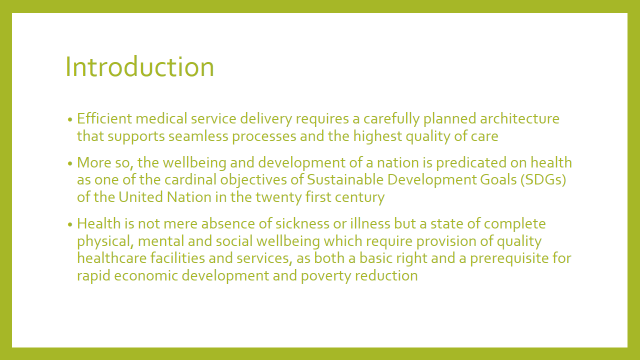 Introduction
• Efficient medical service delivery requires a carefully planned architecture
that supports seamless processes and the highest quality of care
• More so, the wellbeing and development of a nation is predicated on health
as one of the cardinal objectives of Sustainable Development Goals (SDGs)
of the United Nation in the twenty first century
• Health is not mere absence of sickness or illness but a state of complete
physical, mental and social wellbeing which require provision of quality
healthcare facilities and services, as both a basic right and a prerequisite for
rapid economic development and poverty reduction